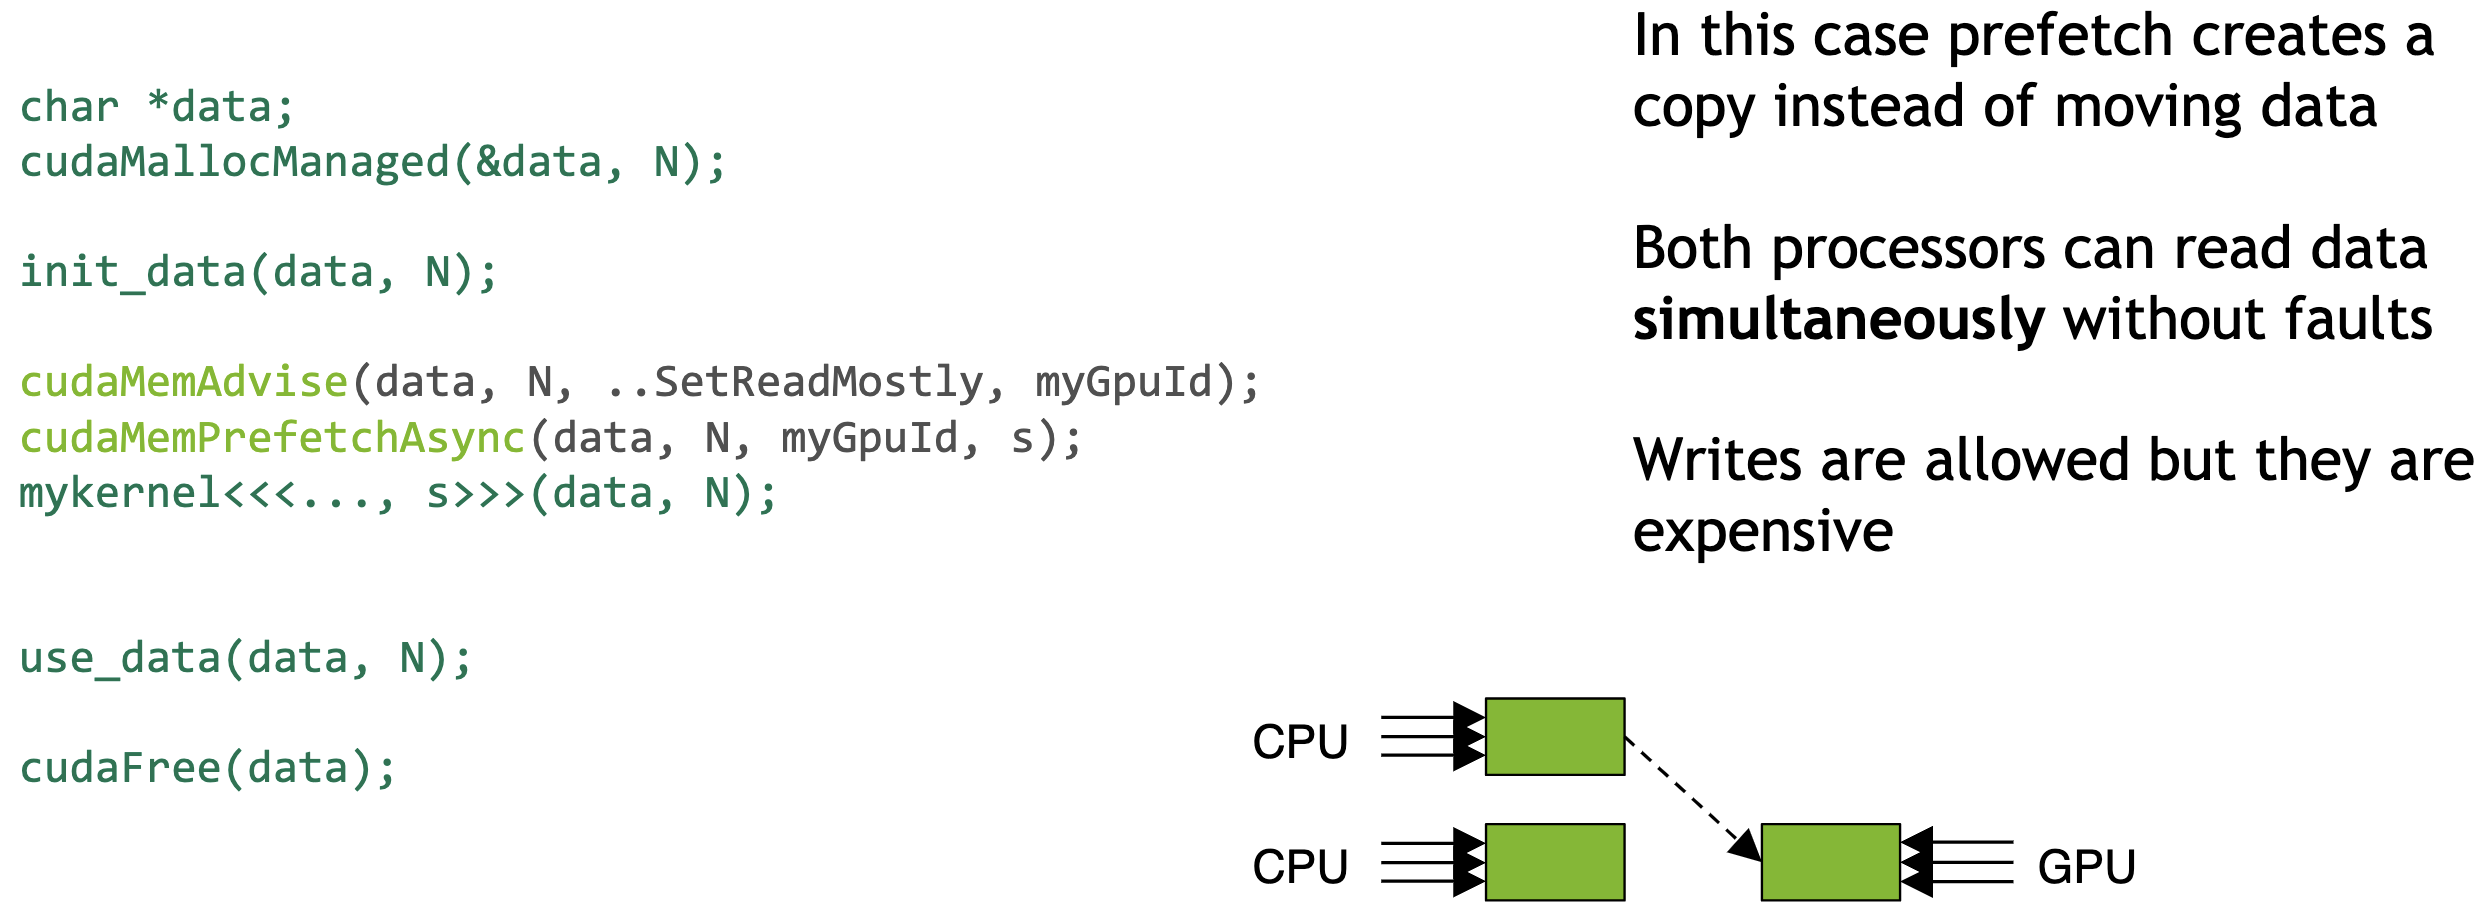 char *data;
cudaMallocManaged(&data, N);
init_data(data, N);
cudaMemAdvise(data, N, ..SetReadMostly, myGpuId);
cudaMemPrefetchAsync(data, N, myGpuId, s);
mykernel<<<..., s>>>(data, N);
use_data(data, N);
cudaFree(data);
In this case prefetch creates a
copy instead of moving data
Both processors can read data
simultaneously without faults
Writes are allowed but they are
expensive
CPU
CPU
GPU